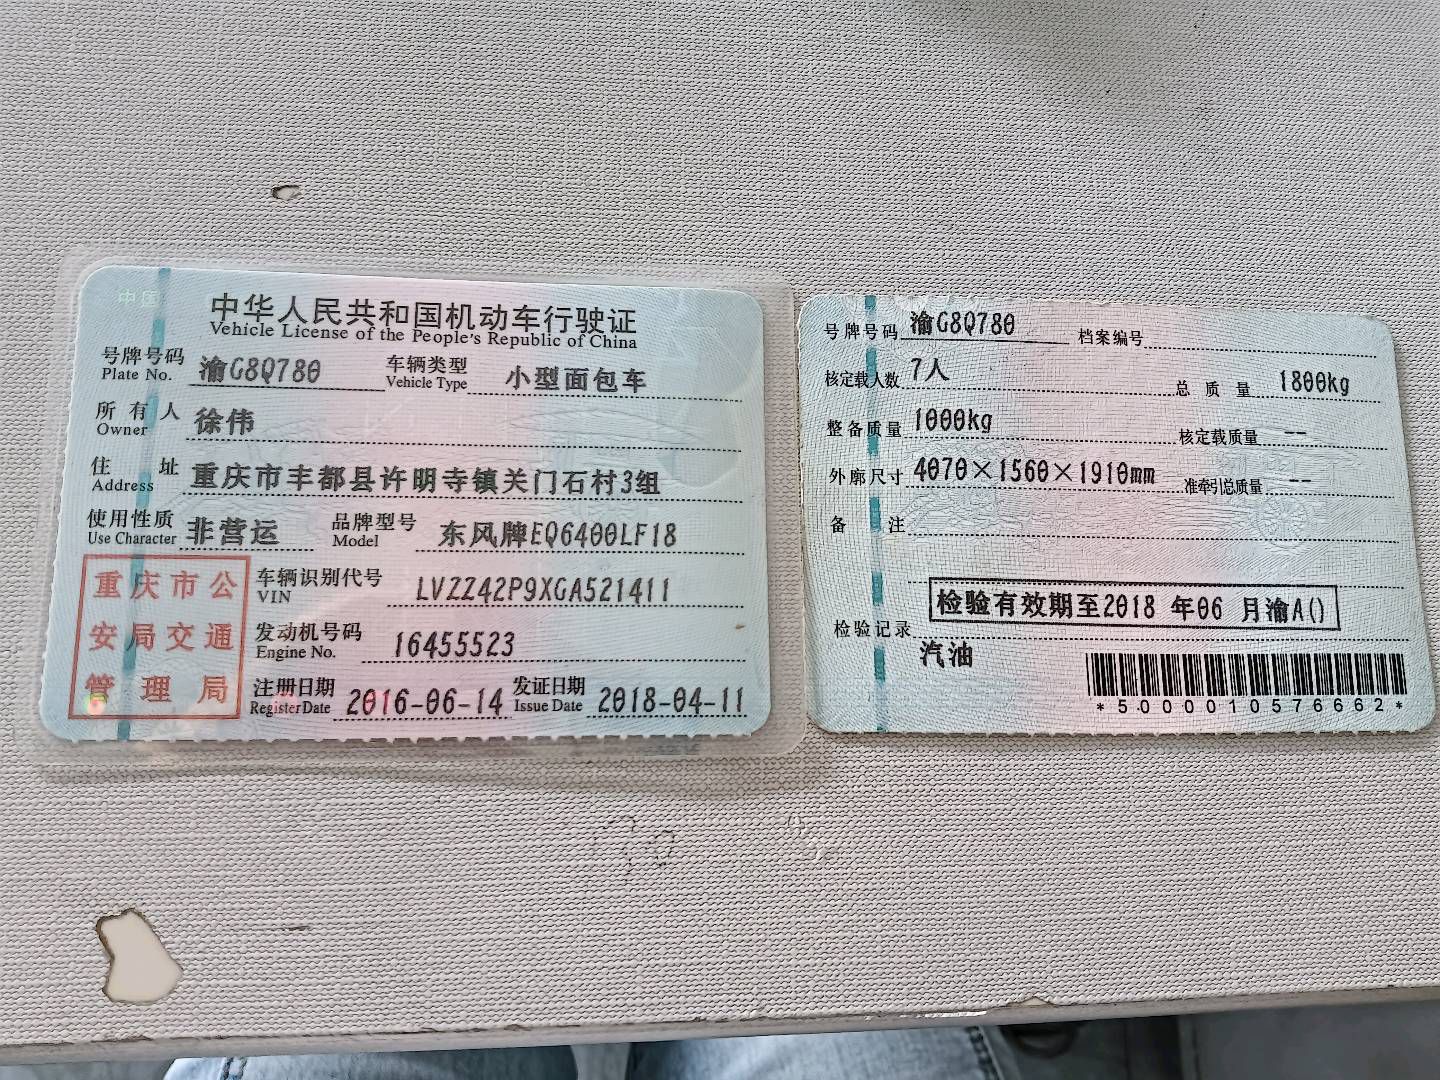 中国
中华人民共和国机动车行驶证
Vehicle License of the People's Republic of China
号牌号码 渝G8Q780 车辆类型 小型面包车
Plate No. Vehicle Type
所有人 徐伟
Owner
住址 重庆市丰都县许明寺镇关门石村3组
Address
使用性质 非营运 品牌型号 东风牌EQ6400LF18
Use Character Model
重庆市公
安局交通
管理局
车辆识别代号 LVZZ42P9XGA521411
VIN
发动机号码 16455523
Engine No.
注册日期 2016-06-14 发证日期 2018-04-11
Register Date Issue Date
号牌号码 渝G8Q780 档案编号
核定载人数 7人 总质量 1800kg
整备质量 1000kg 核定载质量 --
外廓尺寸 4070×1560×1910mm 准牵引总质量 --
备注
检验有效期至2018 年06 月渝A()
检验记录
汽油
*5000010576662*